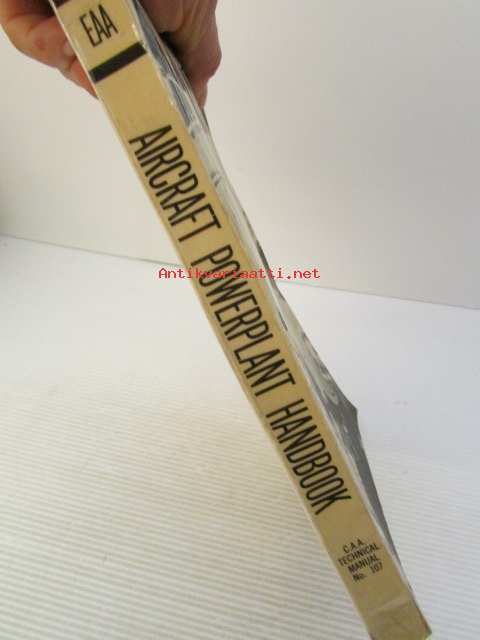 EAA
AIRCRAFT POWERPLANT HANDBOOK
Antikvariaatti.net
C.A.A.
TECHNICAL
MANUAL
No. 107